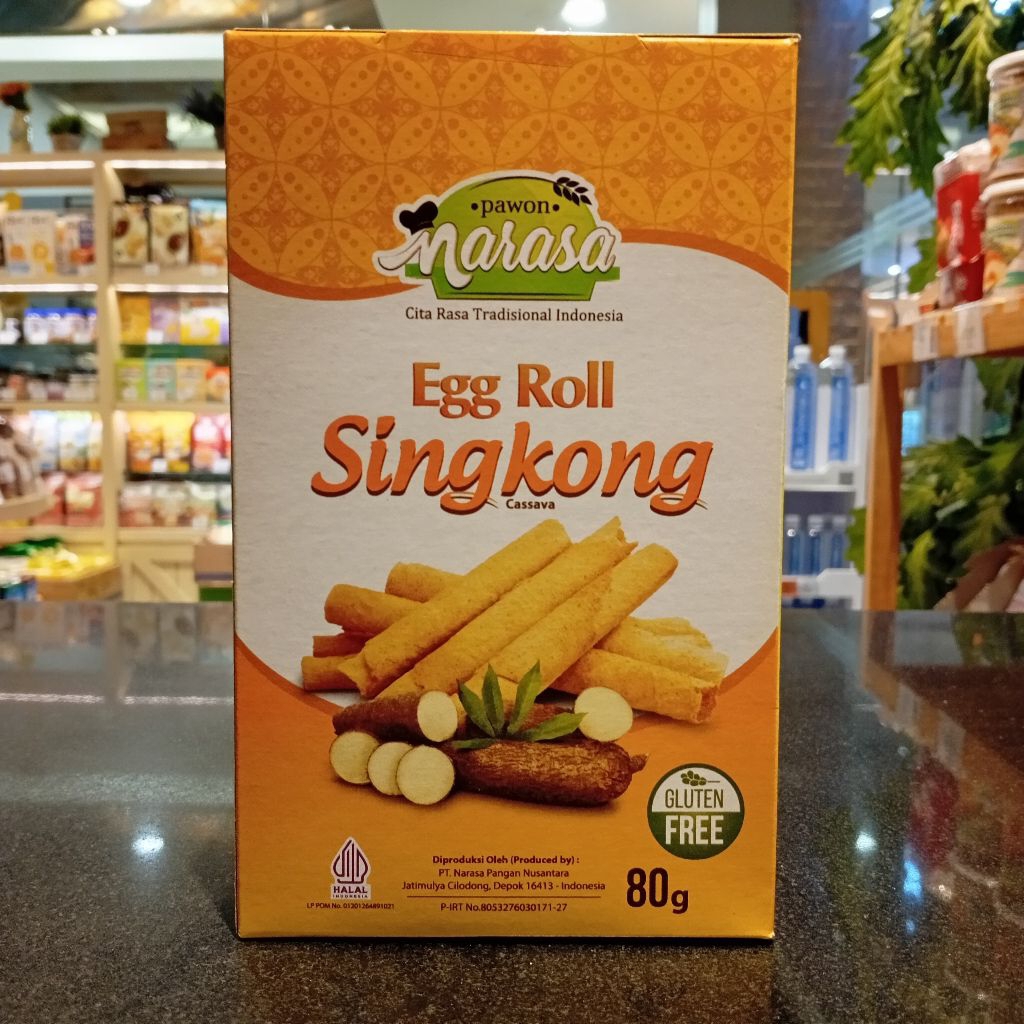 pawon
Narasa
Cita Rasa Tradisional Indonesia
Egg Roll
Singkong
Cassava
GLUTEN
FREE
HALAL
INDONESIA
LP POM No. 01201264891021
Diproduksi Oleh (Produced by) :
PT. Narasa Pangan Nusantara
Jatimulya Cilodong, Depok 16413 - Indonesia
P-IRT No.8053276030171-27
80g